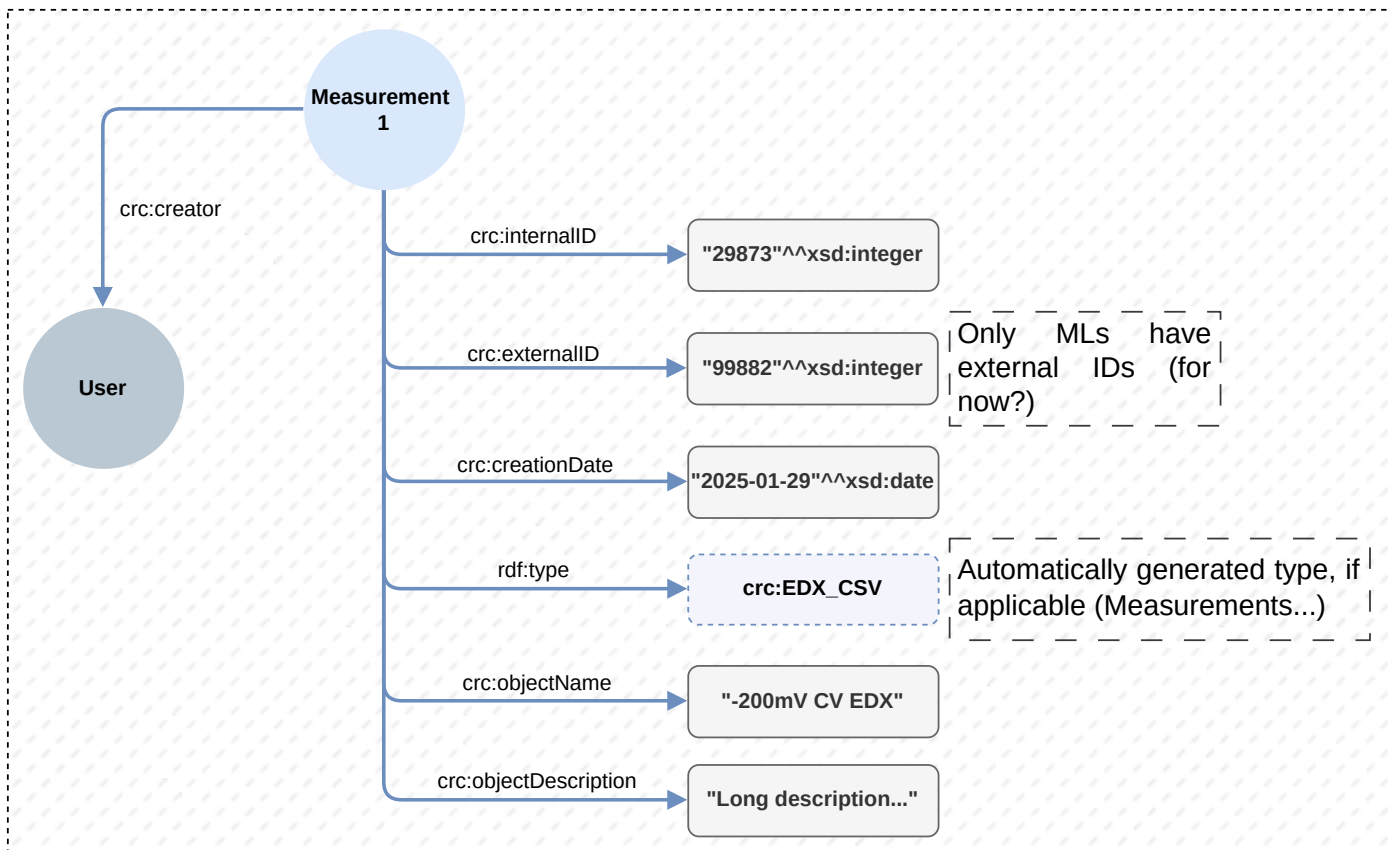 Measurement
1
crc:creator
User
crc:internalID
"29873"^^xsd:integer
crc:externalID
"99882"^^xsd:integer
Only MLs have
external IDs (for
now?)
crc:creationDate
"2025-01-29"^^xsd:date
rdf:type
crc:EDX_CSV
Automatically generated type, if
applicable (Measurements...)
crc:objectName
"-200mV CV EDX"
crc:objectDescription
"Long description..."